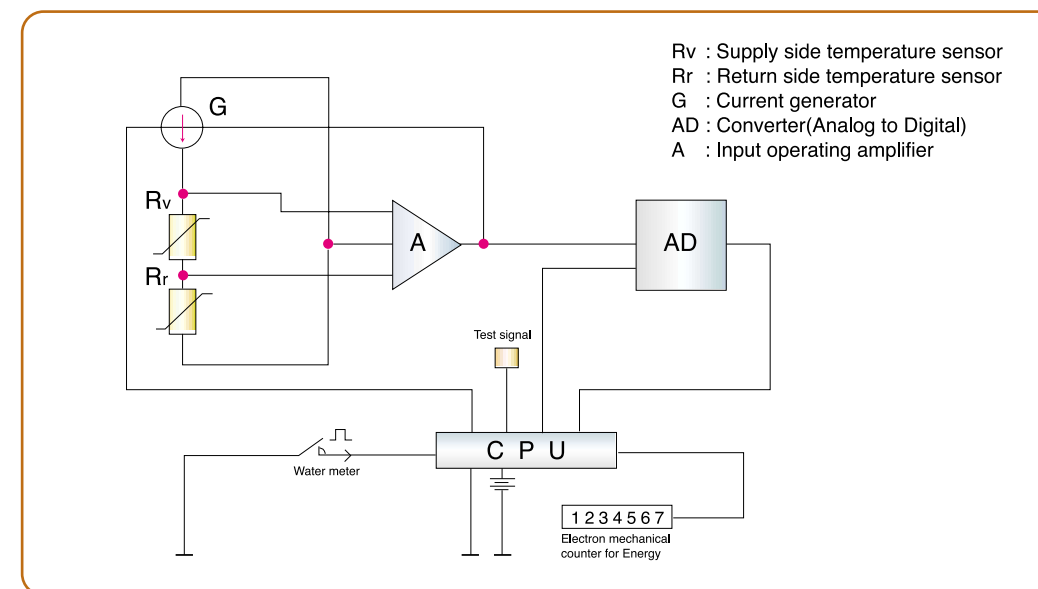 Rv : Supply side temperature sensor
Rr : Return side temperature sensor
G : Current generator
AD : Converter(Analog to Digital)
A : Input operating amplifier
G
Rv
A
AD
Rr
Test signal
C P U
Water meter
1 2 3 4 5 6 7
Electron mechanical
counter for Energy